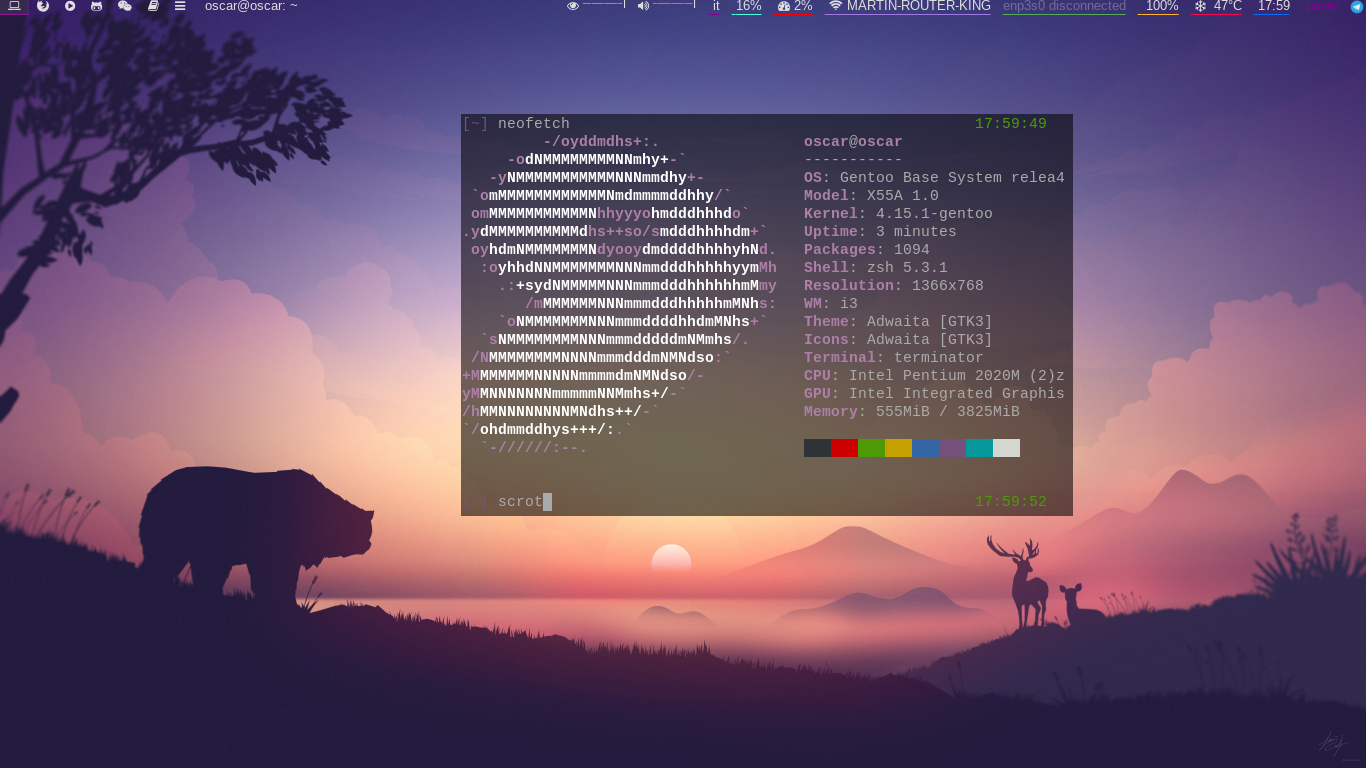 oscar@oscar: ~ it 16% 2% MARTIN-ROUTER-KING enp3s0 disconnected 100% 47°C 17:59
[~] neofetch 17:59:49
-/oyddmdhs+:. oscar@oscar
-odNMMMMMMMMNNmhy+-` -----------
-yNMMMMMMMMMMMNNNmmdhy+- OS: Gentoo Base System relea4
`omMMMMMMMMMMMMNmdmmmmddhhy/` Model: X55A 1.0
omMMMMMMMMMMMNhhyyyohmdddhhhdo` Kernel: 4.15.1-gentoo
.ydMMMMMMMMMMdhs++so/smdddhhhhdm+` Uptime: 3 minutes
oyhdmNMMMMMMMNdyooydmddddhhhhyhNd. Packages: 1094
:oyhhdNNMMMMMMMNNNmmdddhhhhhyymMh Shell: zsh 5.3.1
.:+sydNMMMMMNNNmmmdddhhhhhhmMmy Resolution: 1366x768
/mMMMMMMNNNmmmdddhhhhhmMNhs: WM: i3
`oNMMMMMMMNNNmmmddddhhdmMNhs+` Theme: Adwaita [GTK3]
`sNMMMMMMMMNNNmmmdddddmNMmhs/. Icons: Adwaita [GTK3]
/NMMMMMMMMNNNNmmmdddmNMNdso:` Terminal: terminator
+MMMMMMMNNNNNmmmmdmNMNdso/- CPU: Intel Pentium 2020M (2)z
yMMNNNNNNNmmmmmNNMmhs+/-` GPU: Intel Integrated Graphis
/hMMNNNNNNNNMNdhs++/-` Memory: 555MiB / 3825MiB
`/ohdmmddhys+++/:.`
`-//////:--.
scrot 17:59:52